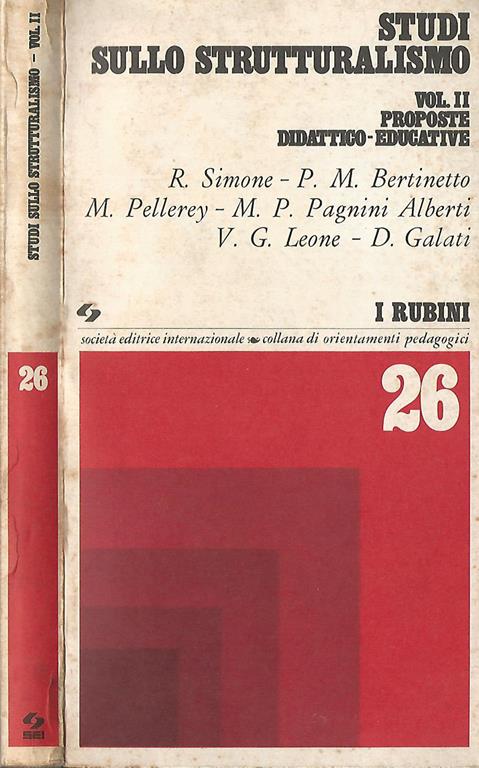 STUDI SULLO STRUTTURALISMO - VOL. II
26
SEI
STUDI
SULLO STRUTTURALISMO
VOL. II
PROPOSTE
DIDATTICO-EDUCATIVE
R. Simone - P. M. Bertinetto
M. Pellerey - M. P. Pagnini Alberti
V. G. Leone - D. Galati
I RUBINI
società editrice internazionale collana di orientamenti pedagogici
26